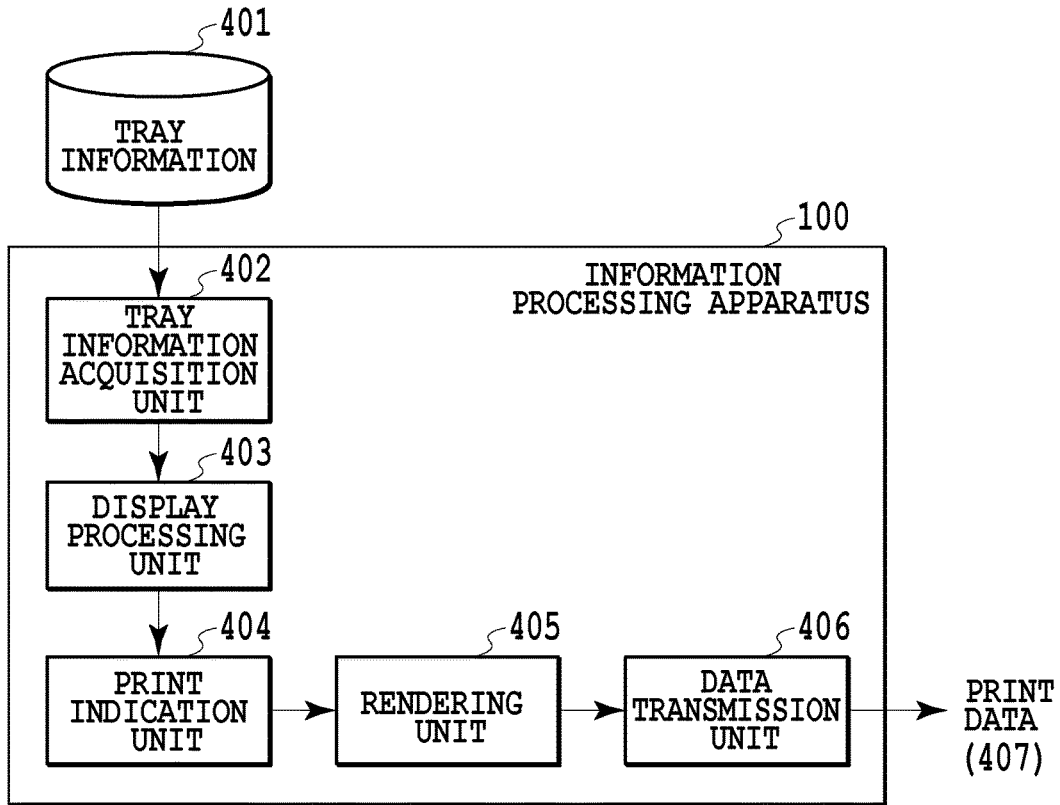 401
TRAY
INFORMATION
100
INFORMATION
PROCESSING APPARATUS
402
TRAY
INFORMATION
ACQUISITION
UNIT
403
DISPLAY
PROCESSING
UNIT
404
PRINT
INDICATION
UNIT
405
RENDERING
UNIT
406
DATA
TRANSMISSION
UNIT
PRINT
DATA
(407)